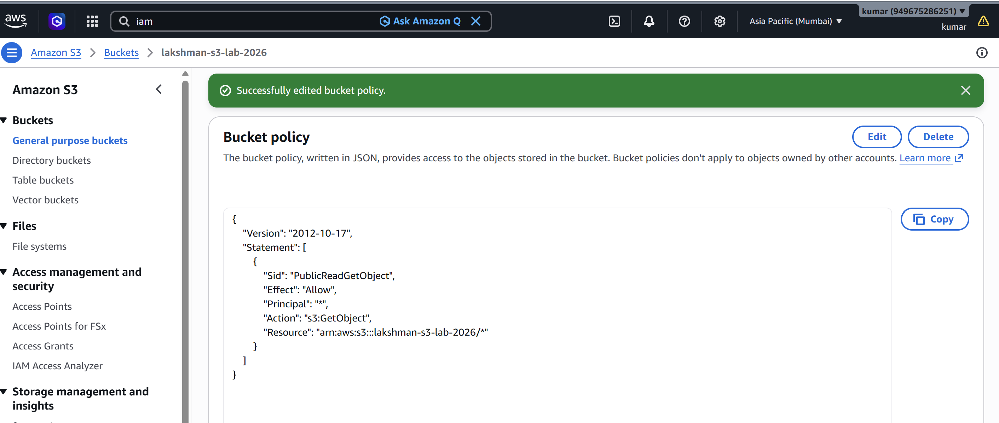 aws
iam
Ask Amazon Q
Asia Pacific (Mumbai)
kumar (949675286251)
kumar
Amazon S3
Buckets
lakshman-s3-lab-2026
Amazon S3
Buckets
General purpose buckets
Directory buckets
Table buckets
Vector buckets
Files
File systems
Access management and
security
Access Points
Access Points for FSx
Access Grants
IAM Access Analyzer
Storage management and
insights
Successfully edited bucket policy.
Bucket policy
Edit
Delete
The bucket policy, written in JSON, provides access to the objects stored in the bucket. Bucket policies don't apply to objects owned by other accounts. Learn more
Copy
{
"Version": "2012-10-17",
"Statement": [
{
"Sid": "PublicReadGetObject",
"Effect": "Allow",
"Principal": "*",
"Action": "s3:GetObject",
"Resource": "arn:aws:s3:::lakshman-s3-lab-2026/*"
}
]
}